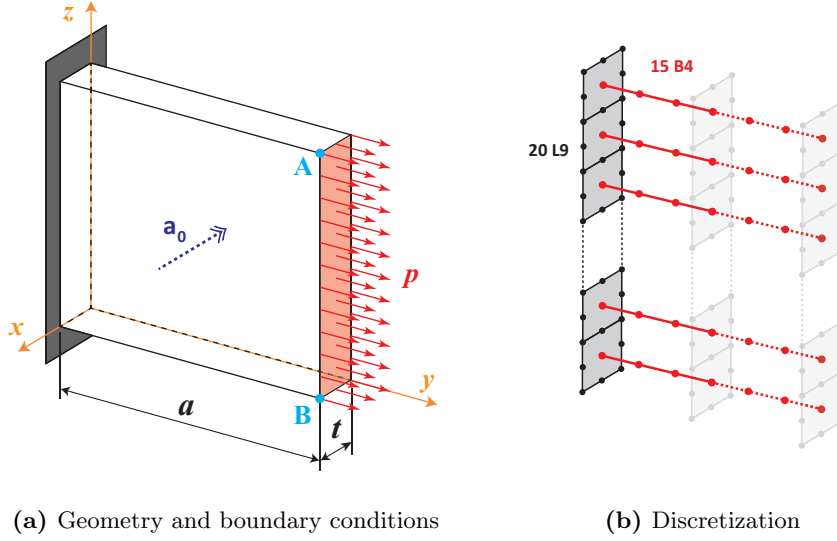 z
A
a₀
p
x
y
a
B
t
15 B4
20 L9
(a) Geometry and boundary conditions
(b) Discretization